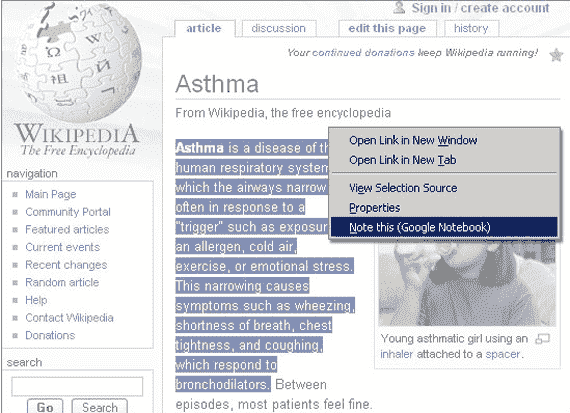 Sign in / create account
article
discussion
edit this page
history
Your continued donations keep Wikipedia running!
WIKIPEDIA
The Free Encyclopedia
navigation
Main Page
Community Portal
Featured articles
Current events
Recent changes
Random article
Help
Contact Wikipedia
Donations
search
Go
Search
Asthma
From Wikipedia, the free encyclopedia
Asthma is a disease of th
human respiratory system
which the airways narrow
often in response to a
"trigger" such as exposur
an allergen, cold air,
exercise, or emotional stress.
This narrowing causes
symptoms such as wheezing,
shortness of breath, chest
tightness, and coughing,
which respond to
bronchodilators. Between
episodes, most patients feel fine.
Open Link in New Window
Open Link in New Tab
View Selection Source
Properties
Note this (Google Notebook)
Young asthmatic girl using an
inhaler attached to a spacer.